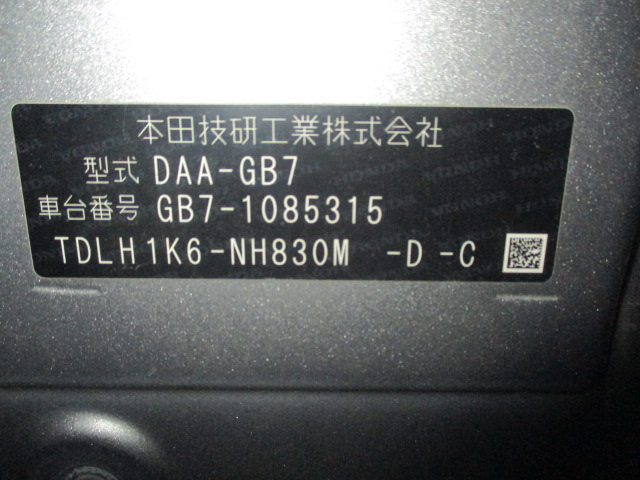 本田技研工業株式会社
型式 DAA-GB7
車台番号 GB7-1085315
TDLH1K6-NH830M -D -C